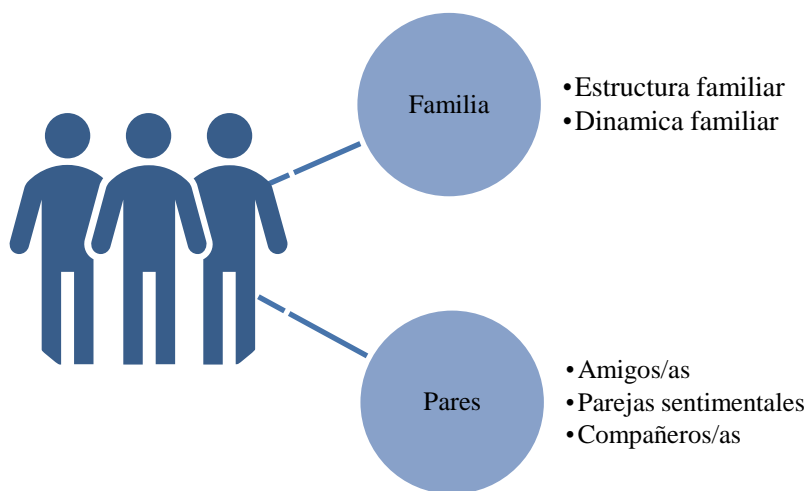 Familia
•Estructura familiar
•Dinamica familiar
Pares
•Amigos/as
•Parejas sentimentales
•Compañeros/as